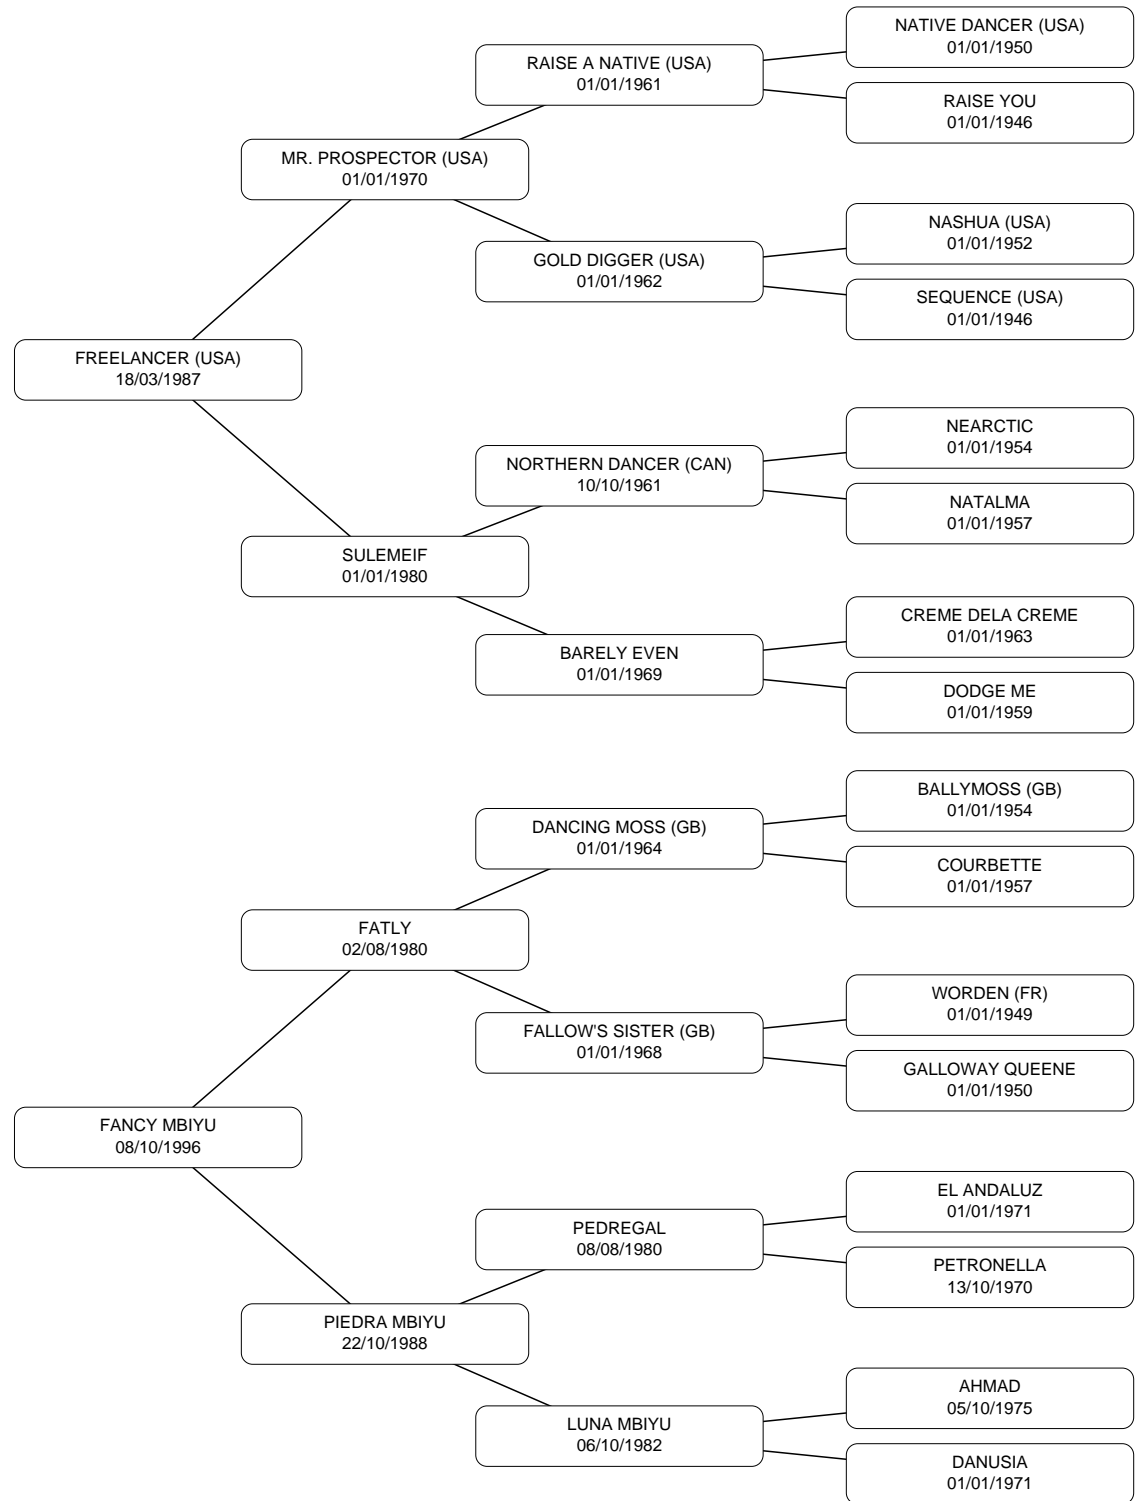 NATIVE DANCER (USA)
01/01/1950
RAISE A NATIVE (USA)
01/01/1961
RAISE YOU
01/01/1946
MR. PROSPECTOR (USA)
01/01/1970
NASHUA (USA)
01/01/1952
GOLD DIGGER (USA)
01/01/1962
SEQUENCE (USA)
01/01/1946
FREELANCER (USA)
18/03/1987
NEARCTIC
01/01/1954
NORTHERN DANCER (CAN)
10/10/1961
NATALMA
01/01/1957
SULEMEIF
01/01/1980
CREME DELA CREME
01/01/1963
BARELY EVEN
01/01/1969
DODGE ME
01/01/1959
BALLYMOSS (GB)
01/01/1954
DANCING MOSS (GB)
01/01/1964
COURBETTE
01/01/1957
FATLY
02/08/1980
WORDEN (FR)
01/01/1949
FALLOW'S SISTER (GB)
01/01/1968
GALLOWAY QUEENE
01/01/1950
FANCY MBIYU
08/10/1996
EL ANDALUZ
01/01/1971
PEDREGAL
08/08/1980
PETRONELLA
13/10/1970
PIEDRA MBIYU
22/10/1988
AHMAD
05/10/1975
LUNA MBIYU
06/10/1982
DANUSIA
01/01/1971